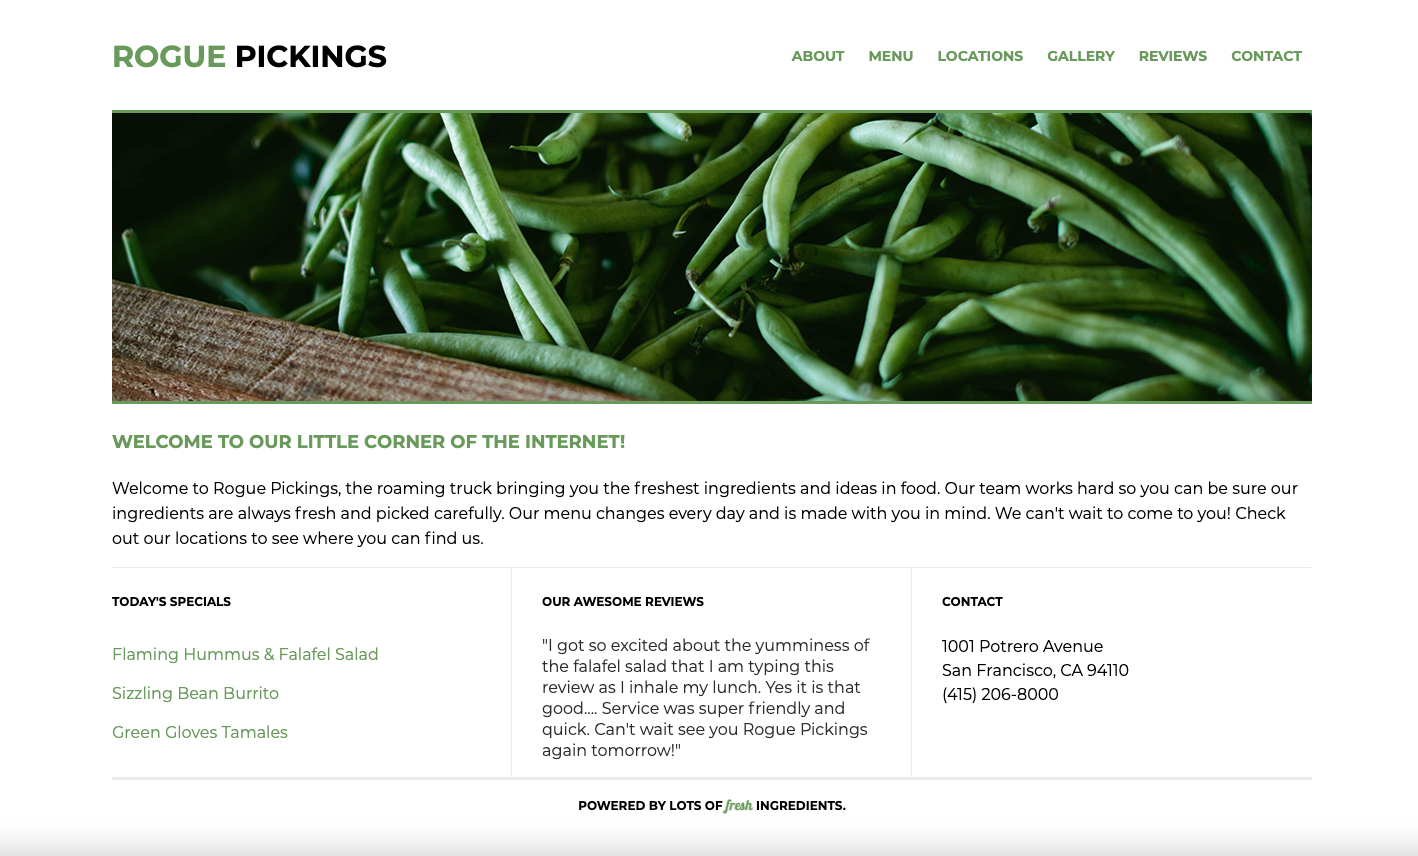 ROGUE PICKINGS
ABOUT MENU LOCATIONS GALLERY REVIEWS CONTACT
WELCOME TO OUR LITTLE CORNER OF THE INTERNET!
Welcome to Rogue Pickings, the roaming truck bringing you the freshest ingredients and ideas in food. Our team works hard so you can be sure our
ingredients are always fresh and picked carefully. Our menu changes every day and is made with you in mind. We can't wait to come to you! Check
out our locations to see where you can find us.
TODAY'S SPECIALS
Flaming Hummus & Falafel Salad
Sizzling Bean Burrito
Green Gloves Tamales
OUR AWESOME REVIEWS
"I got so excited about the yumminess of
the falafel salad that I am typing this
review as I inhale my lunch. Yes it is that
good.... Service was super friendly and
quick. Can't wait see you Rogue Pickings
again tomorrow!"
CONTACT
1001 Potrero Avenue
San Francisco, CA 94110
(415) 206-8000
POWERED BY LOTS OF fresh INGREDIENTS.